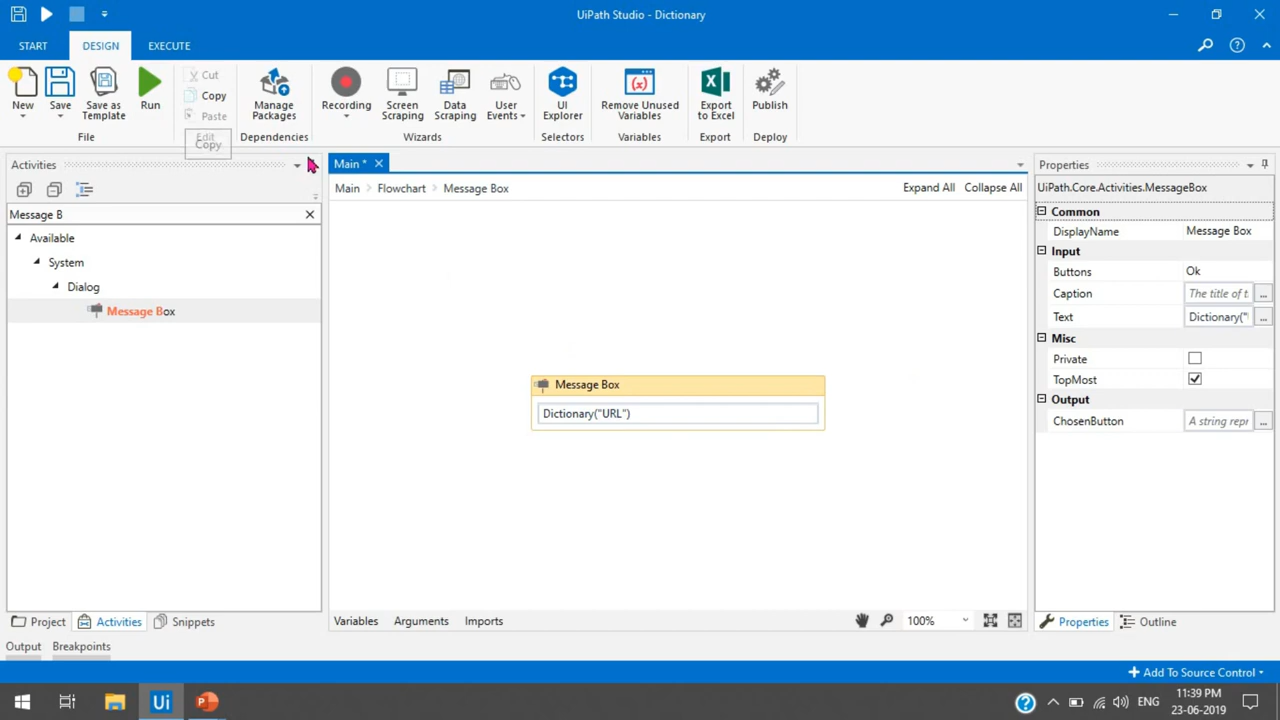 UiPath Studio - Dictionary
START DESIGN EXECUTE
New Save Save as Template Run Cut Copy Paste Manage Packages Recording Screen Scraping Data Scraping User Events UI Explorer Remove Unused Variables Export to Excel Publish
File Edit Dependencies Wizards Selectors Variables Export Deploy
Copy
Activities
Message B
Available
System
Dialog
Message Box
Project Activities Snippets
Main *
Main Flowchart Message Box Expand All Collapse All
Message Box
Dictionary("URL")
Variables Arguments Imports 100%
Properties
UiPath.Core.Activities.MessageBox
Common
DisplayName Message Box
Input
Buttons Ok
Caption The title of t ...
Text Dictionary(" ...
Misc
Private
TopMost
Output
ChosenButton A string repr ...
Properties Outline
Output Breakpoints
Add To Source Control
Ui P ENG 11:39 PM
23-06-2019